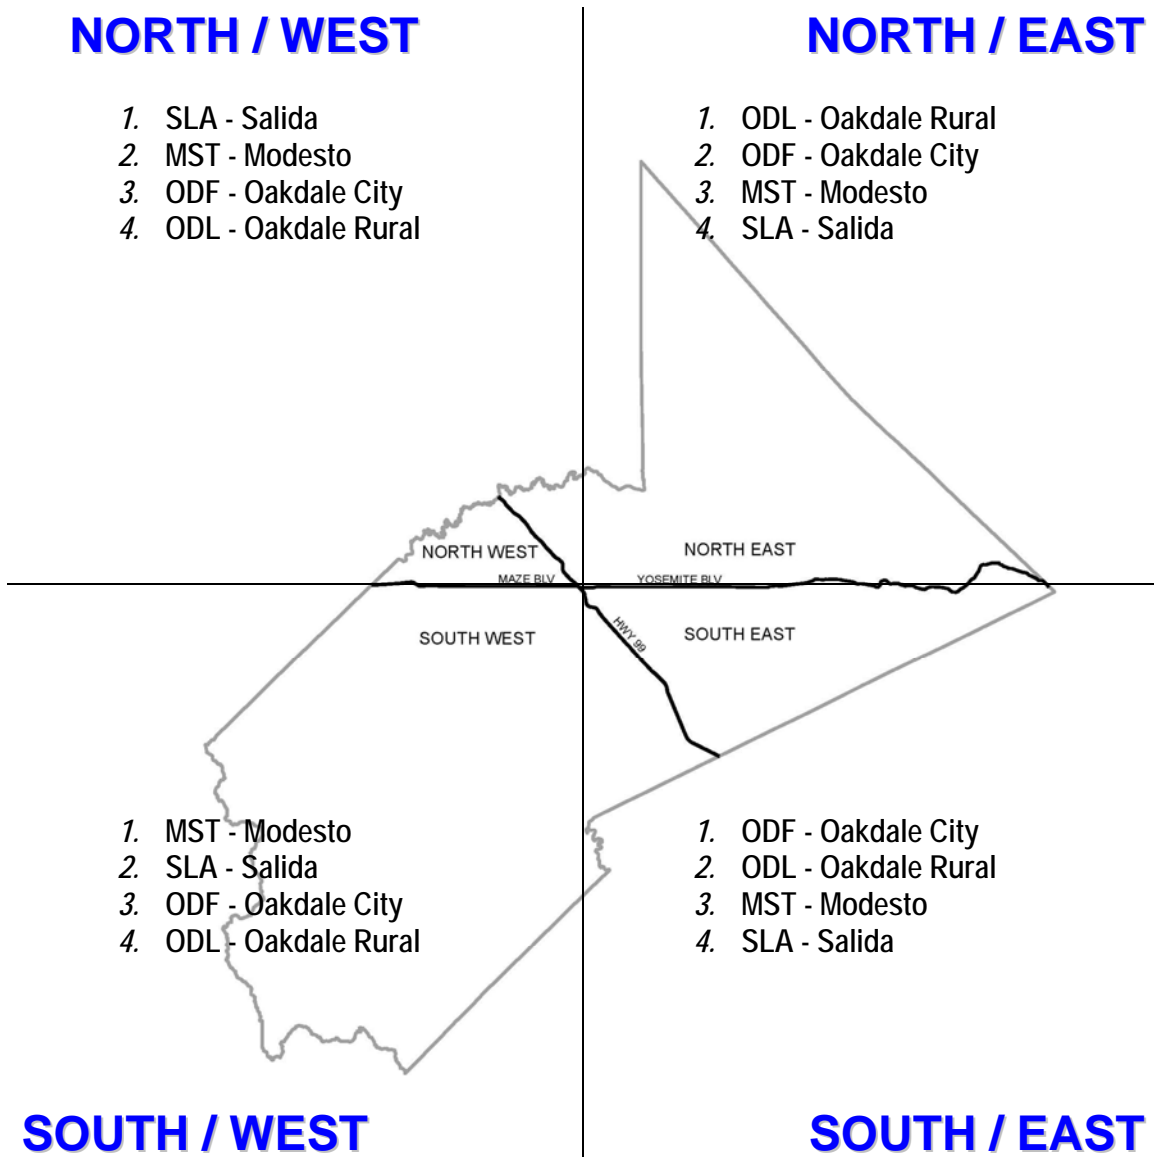 NORTH / WEST
NORTH / EAST
1. SLA - Salida
2. MST - Modesto
3. ODF - Oakdale City
4. ODL - Oakdale Rural
1. ODL - Oakdale Rural
2. ODF - Oakdale City
3. MST - Modesto
4. SLA - Salida
NORTH WEST
NORTH EAST
MAZE BLV
YOSEMITE BLV
SOUTH WEST
HWY 99
SOUTH EAST
1. MST - Modesto
2. SLA - Salida
3. ODF - Oakdale City
4. ODL - Oakdale Rural
1. ODF - Oakdale City
2. ODL - Oakdale Rural
3. MST - Modesto
4. SLA - Salida
SOUTH / WEST
SOUTH / EAST